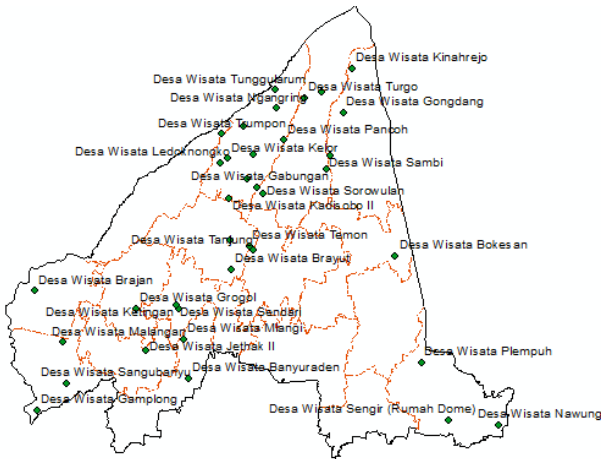 Desa Wisata Kinahrejo
Desa Wisata Tunggularum
Desa Wisata Turgo
Desa Wisata Ngangring
Desa Wisata Gongdang
Desa Wisata Trumpon
Desa Wisata Pancoh
Desa Wisata Ledoknongko
Desa Wisata Kelor
Desa Wisata Sambi
Desa Wisata Gabungan
Desa Wisata Sorowulan
Desa Wisata Kadisobo II
Desa Wisata Tanjung
Desa Wisata Temon
Desa Wisata Bokesan
Desa Wisata Brayut
Desa Wisata Brajan
Desa Wisata Grogol
Desa Wisata Katingan
Desa Wisata Sendari
Desa Wisata Malangan
Desa Wisata Mlangi
Desa Wisata Jethak II
Desa Wisata Plempuh
Desa Wisata Sangubanyu
Desa Wisata Banyuraden
Desa Wisata Gamplong
Desa Wisata Sengir (Rumah Dome)
Desa Wisata Nawung